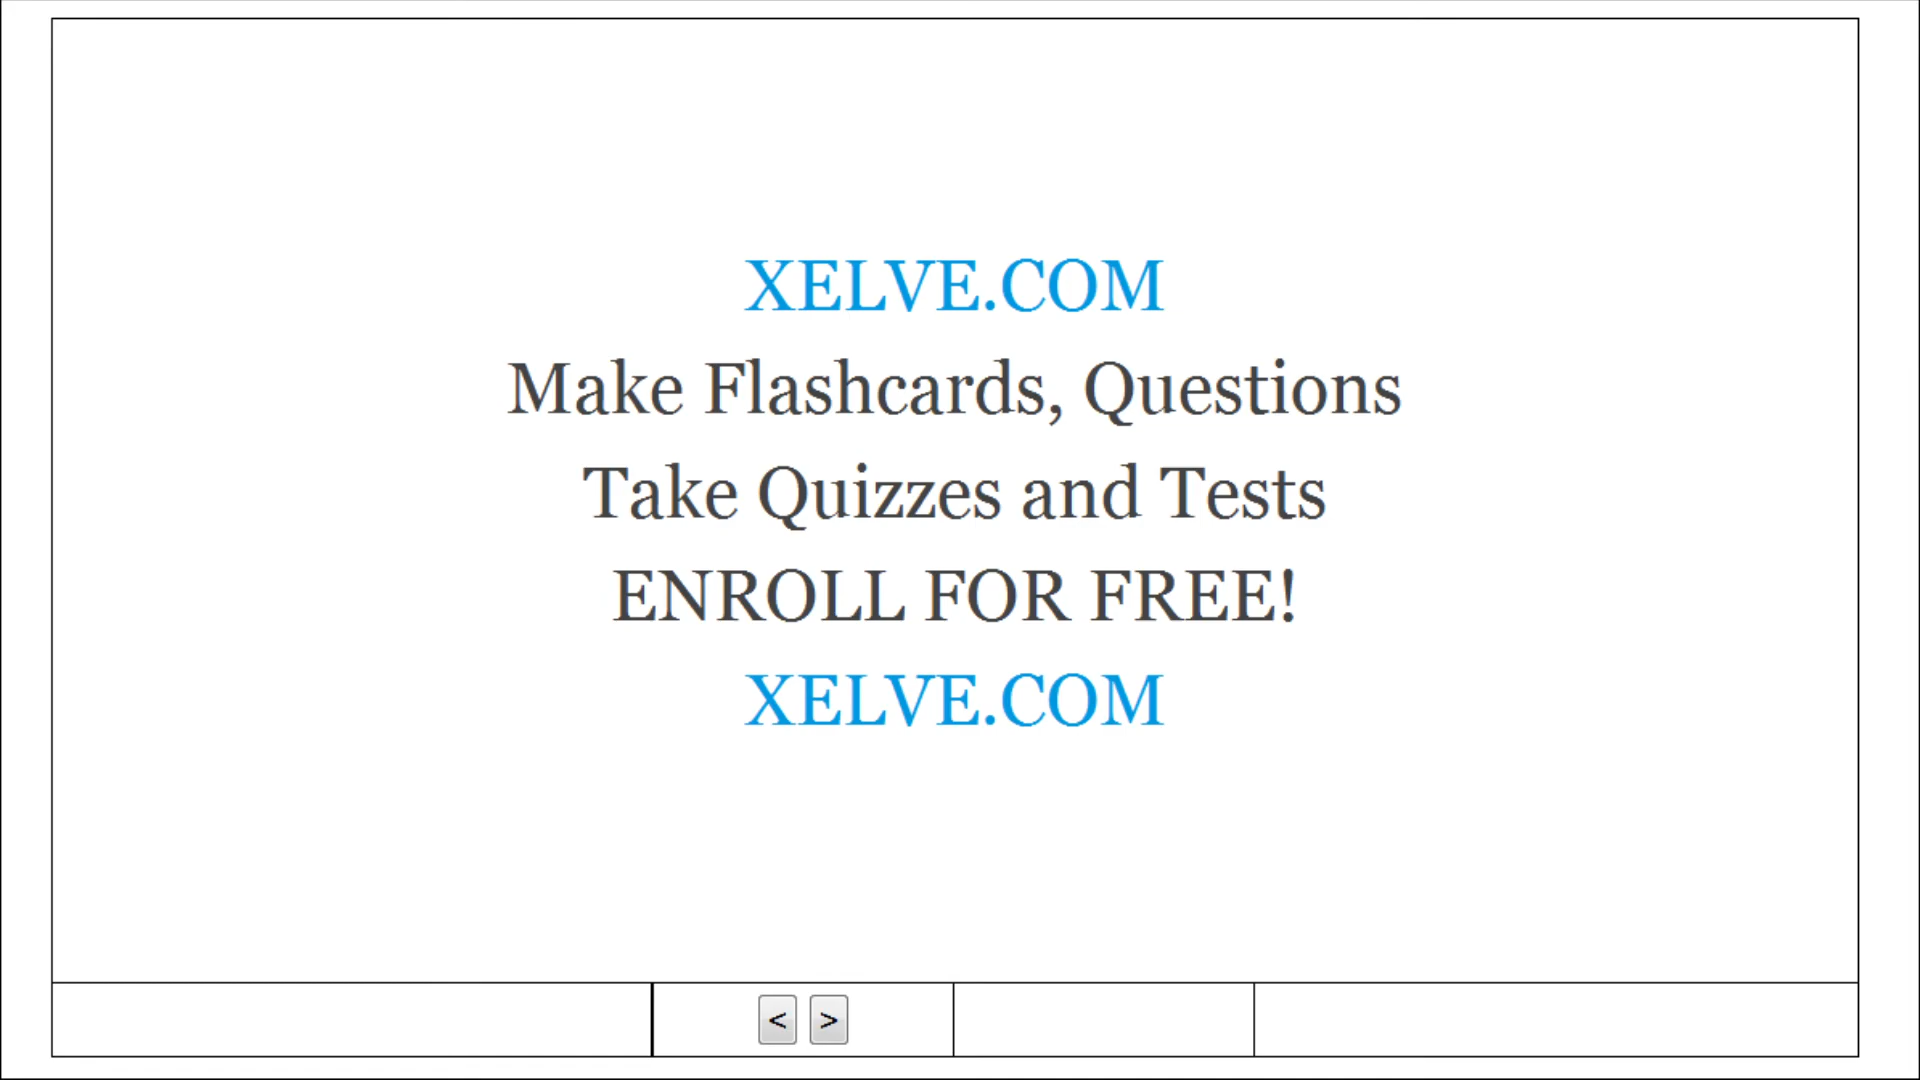 XELVE.COM
Make Flashcards, Questions
Take Quizzes and Tests
ENROLL FOR FREE!
XELVE.COM
< >